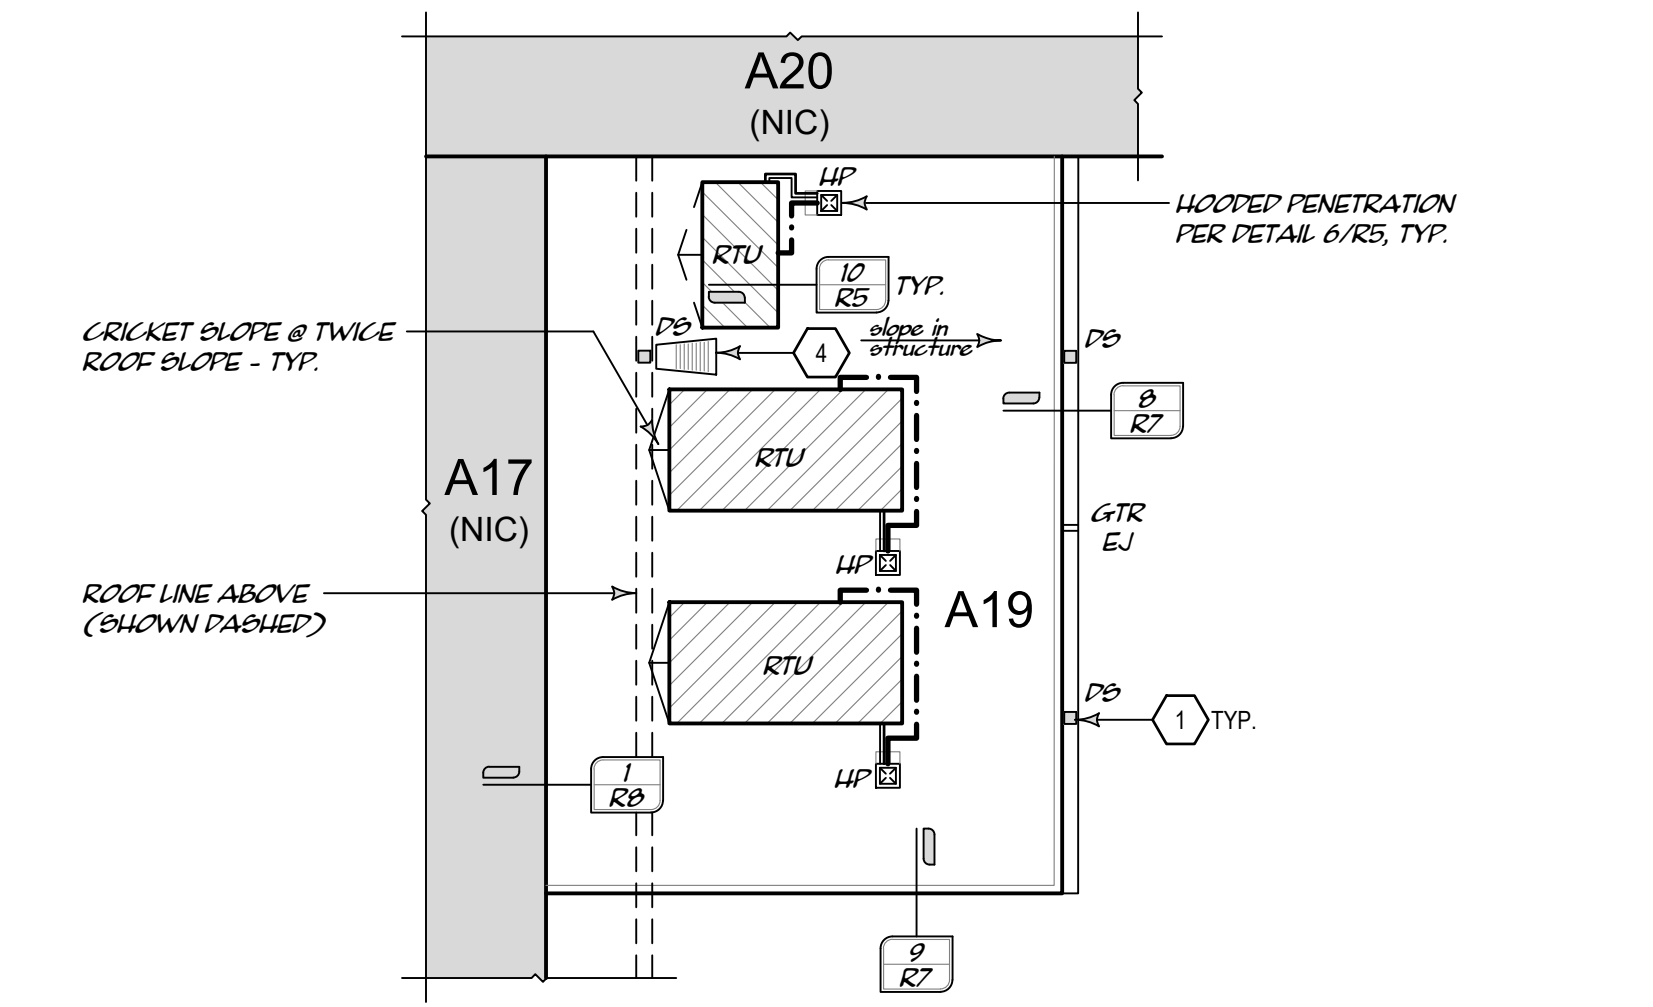 A20
(NIC)
HP
HOODED PENETRATION
PER DETAIL 6/R5, TYP.
RTU
10
R5
TYP.
CRICKET SLOPE @ TWICE
ROOF SLOPE - TYP.
DS
4
slope in
structure
DS
8
R7
RTU
A17
(NIC)
GTR
EJ
HP
ROOF LINE ABOVE
(SHOWN DASHED)
A19
RTU
DS
1
TYP.
1
R8
HP
9
R7